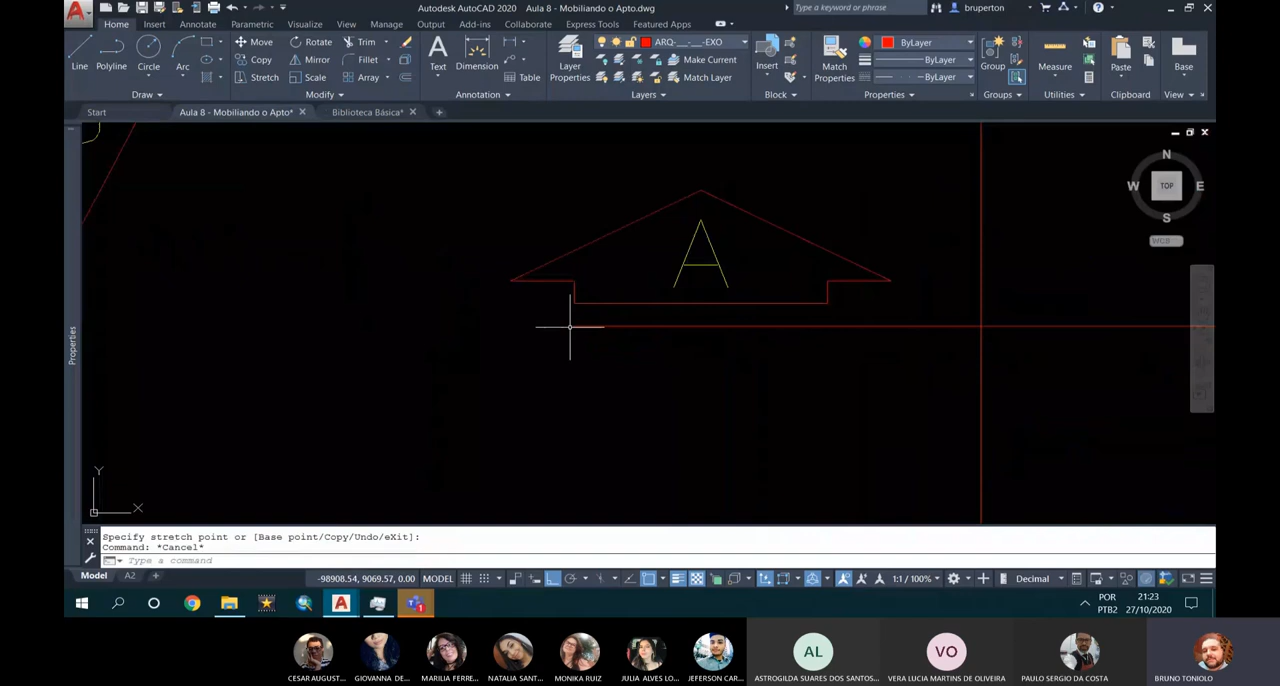 Autodesk AutoCAD 2020 Aula 8 - Mobiliando o Apto.dwg
Type a keyword or phrase
bruperton
Home Insert Annotate Parametric Visualize View Manage Output Add-ins Collaborate Express Tools Featured Apps
Line Polyline Circle Arc
Move Rotate Trim
Copy Mirror Fillet
Stretch Scale Array
Text Dimension Table
Layer Properties
ARQ-___-___-EXO
Make Current
Match Layer
Insert
Match Properties
ByLayer
ByLayer
ByLayer
Group Measure Paste Base
Draw Modify Annotation Layers Block Properties Groups Utilities Clipboard View
Start Aula 8 - Mobiliando o Apto* Biblioteca Básica*
N
W TOP E
S
WCS
A
Properties
Y
X
Specify stretch point or [Base point/Copy/Undo/eXit]:
Command: *Cancel*
Type a command
Model A2
-98908.54, 9069.57, 0.00 MODEL 1:1 / 100% Decimal
POR 21:23
PTB2 27/10/2020
AL VO
CESAR AUGUST... GIOVANNA DE... MARILIA FERRE... NATALIA SANT... MONIKA RUIZ JULIA ALVES LO... JEFERSON CAR... ASTROGILDA SUARES DOS SANTOS... VERA LUCIA MARTINS DE OLIVEIRA PAULO SERGIO DA COSTA BRUNO TONIOLO